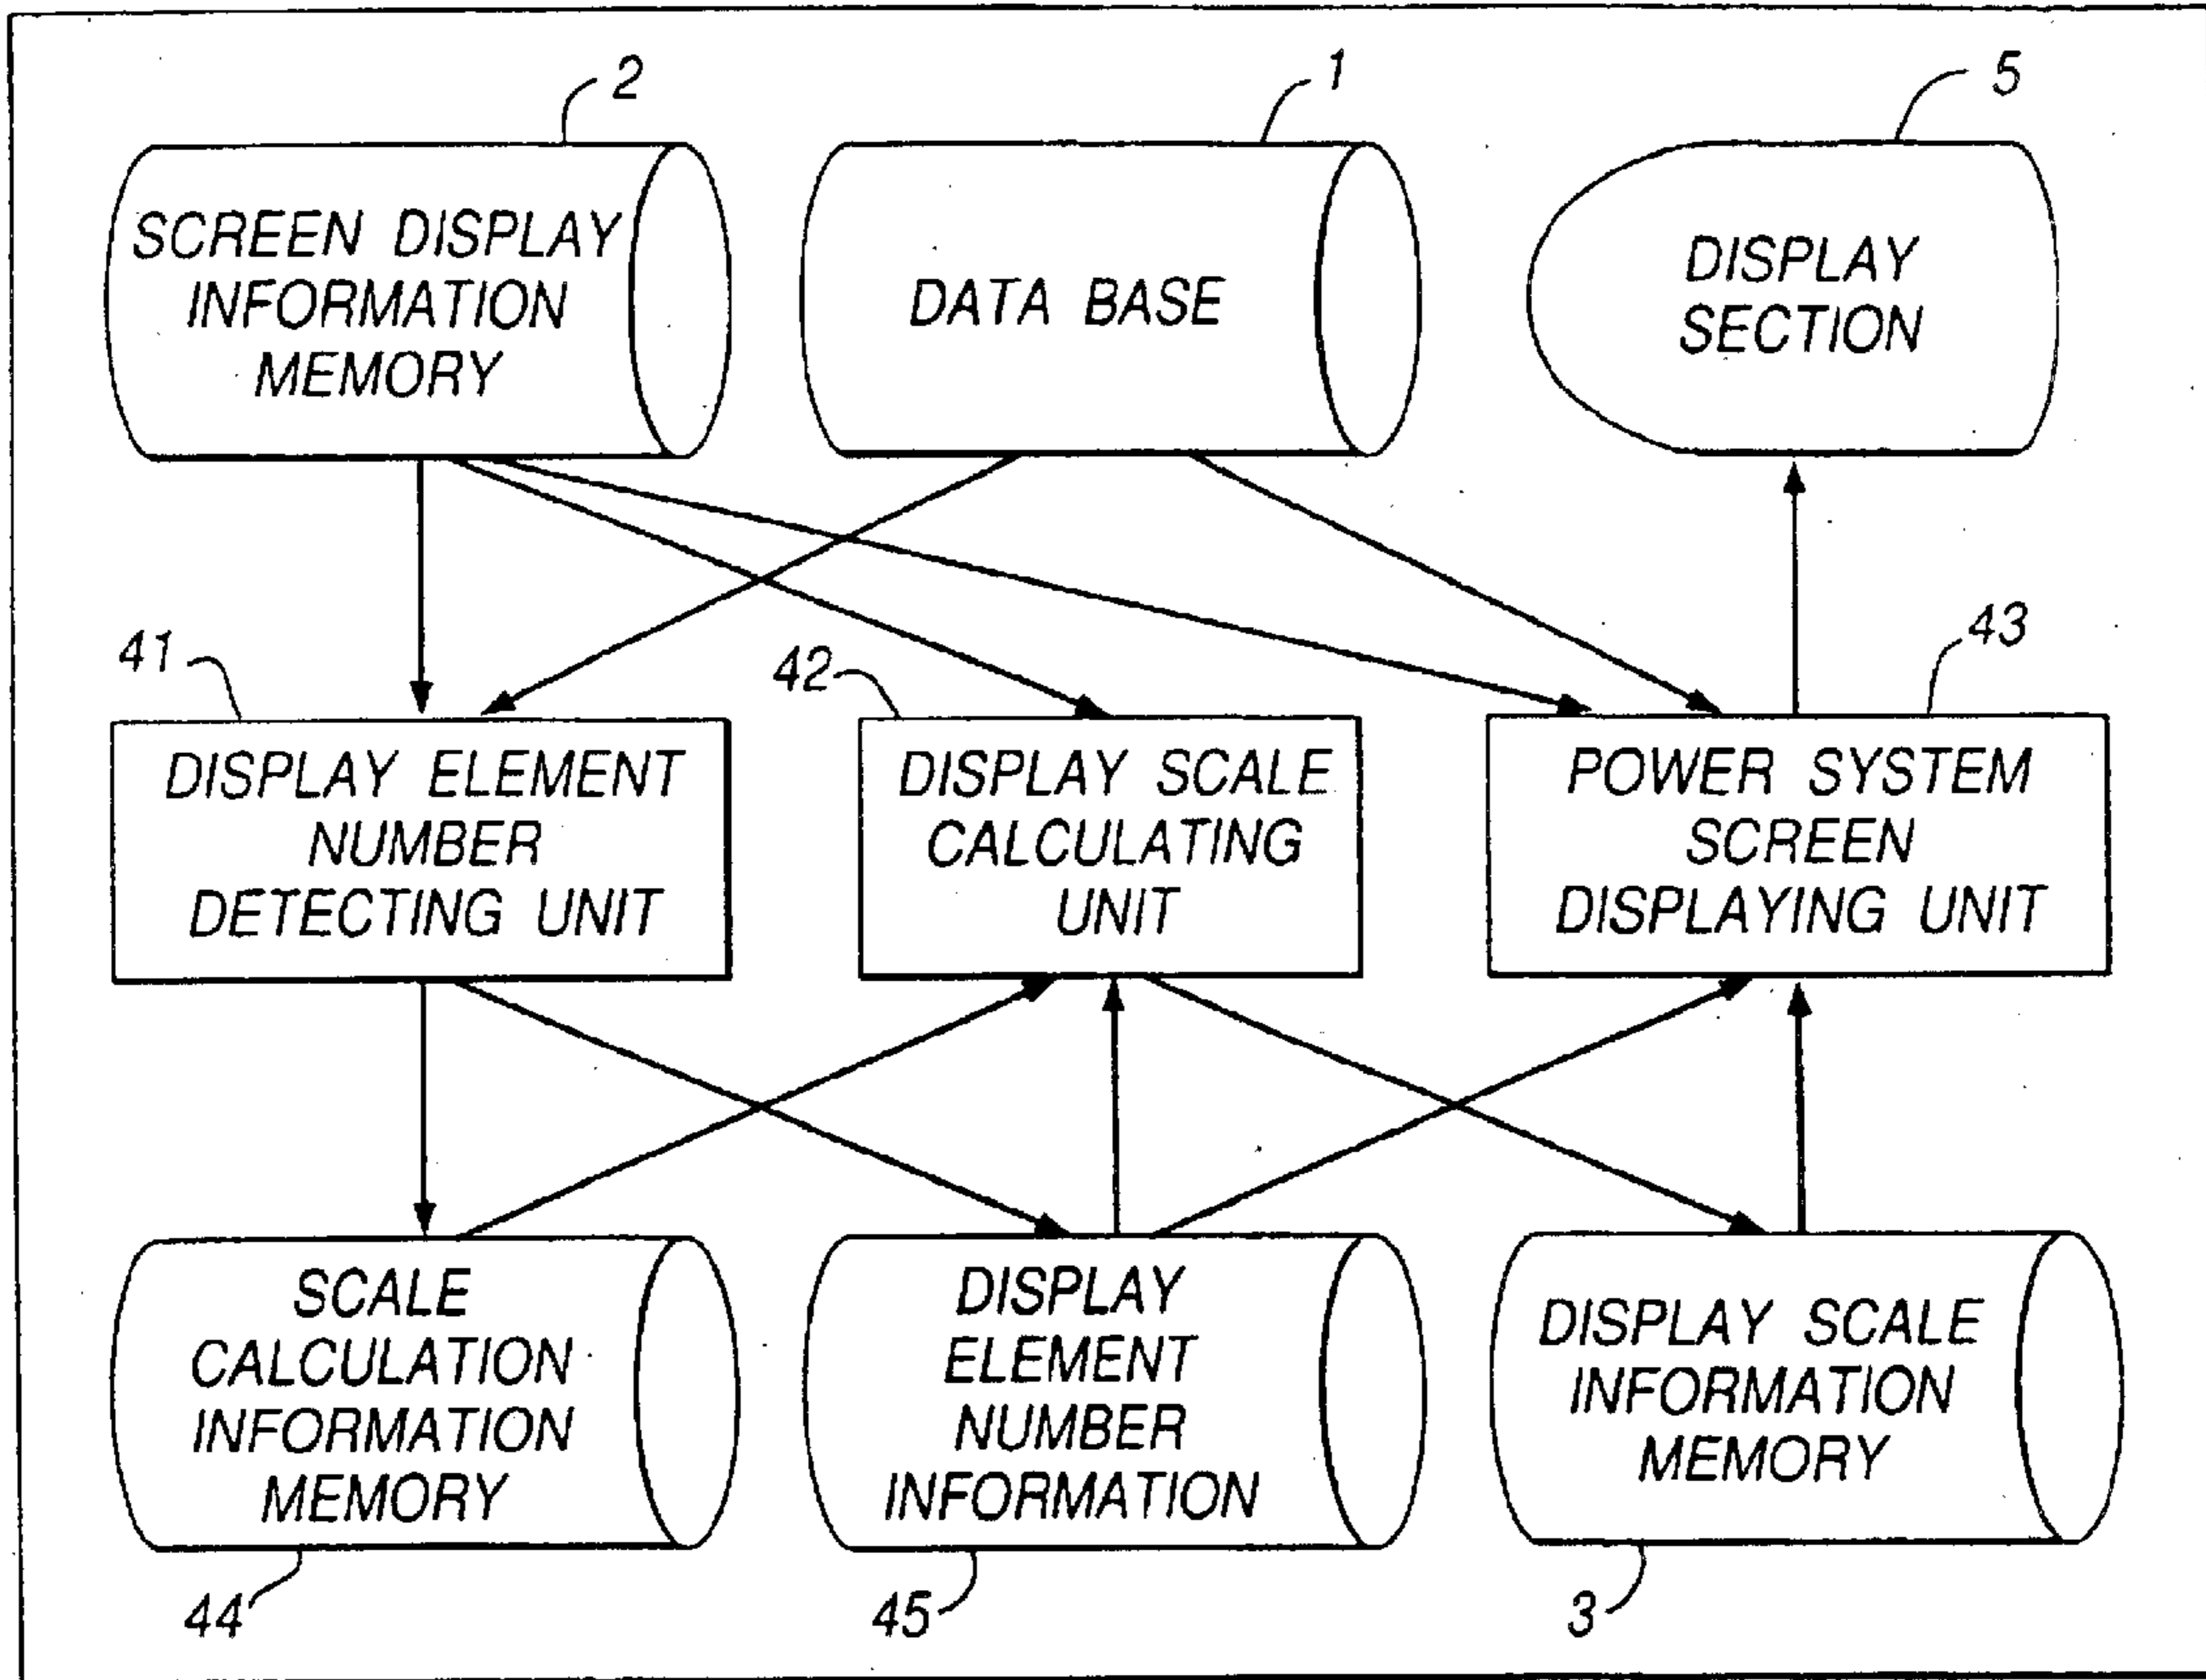 2
1
5
SCREEN DISPLAY
INFORMATION
MEMORY
DATA BASE
DISPLAY
SECTION
41
42
43
DISPLAY ELEMENT
NUMBER
DETECTING UNIT
DISPLAY SCALE
CALCULATING
UNIT
POWER SYSTEM
SCREEN
DISPLAYING UNIT
SCALE
CALCULATION
INFORMATION
MEMORY
DISPLAY
ELEMENT
NUMBER
INFORMATION
DISPLAY SCALE
INFORMATION
MEMORY
44
45
3